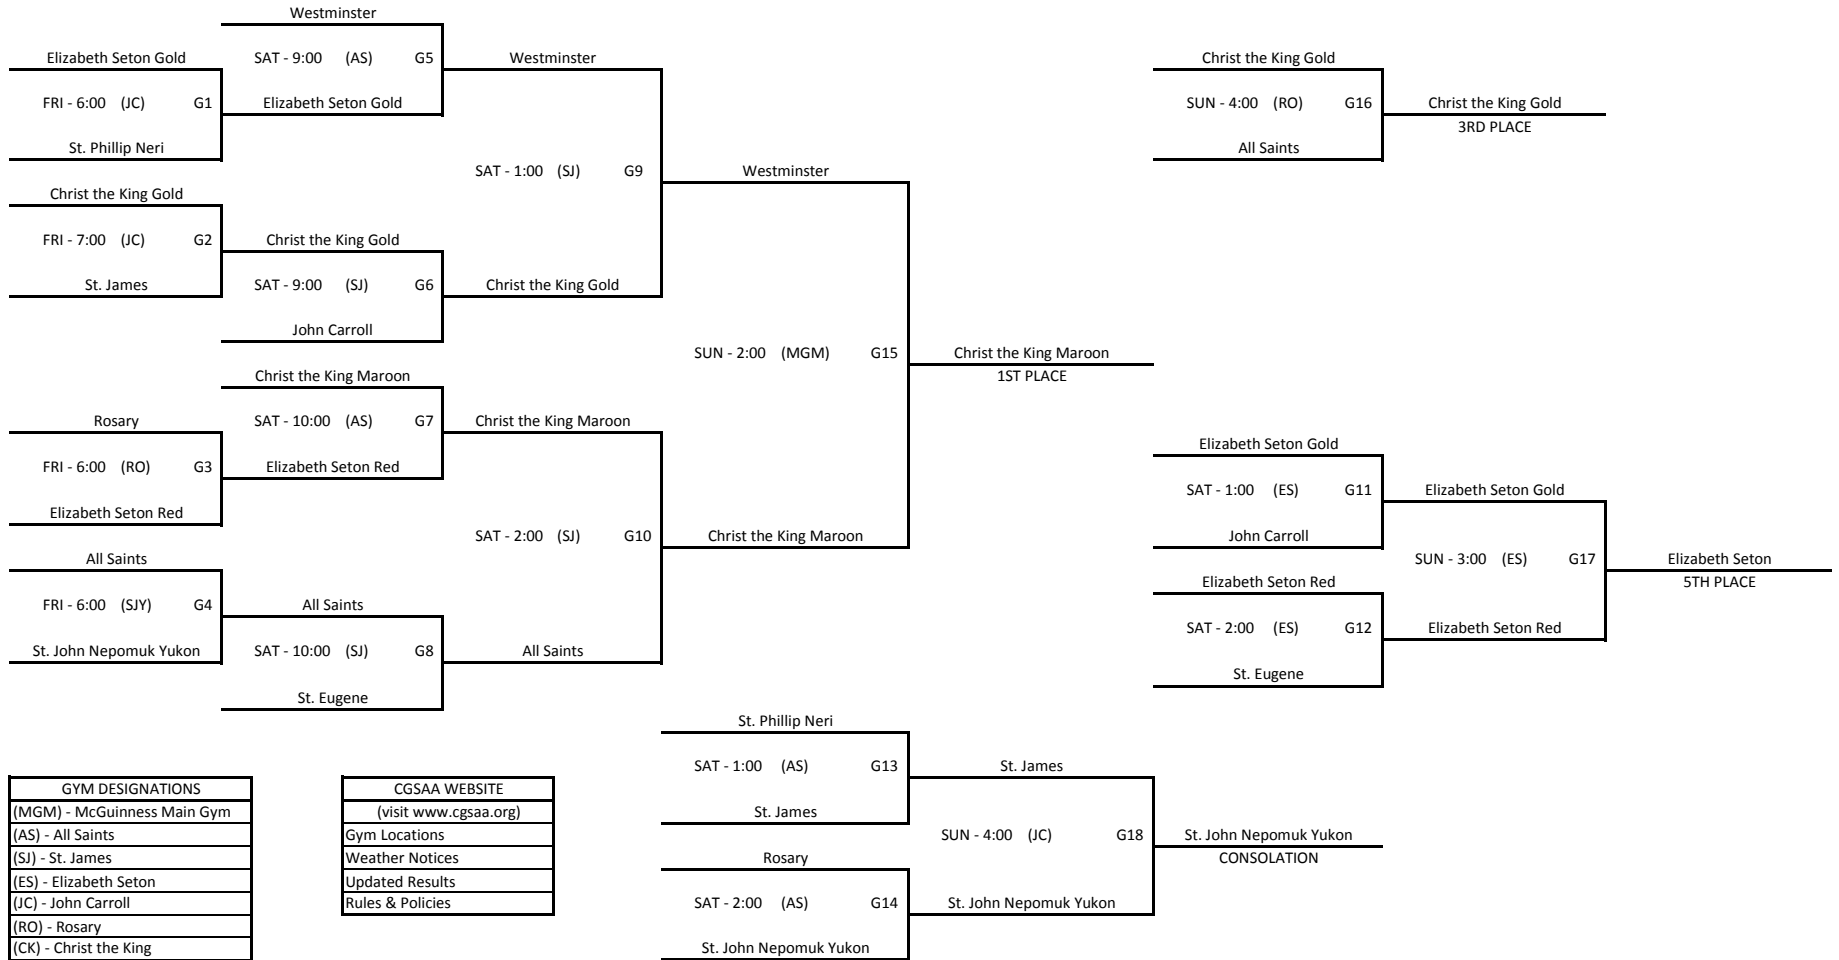 Westminster
Elizabeth Seton Gold
SAT - 9:00 (AS) G5
Westminster
Christ the King Gold
FRI - 6:00 (JC) G1
Elizabeth Seton Gold
SUN - 4:00 (RO) G16
Christ the King Gold
3RD PLACE
St. Phillip Neri
All Saints
SAT - 1:00 (SJ) G9
Westminster
Christ the King Gold
FRI - 7:00 (JC) G2
Christ the King Gold
St. James
SAT - 9:00 (SJ) G6
Christ the King Gold
John Carroll
SUN - 2:00 (MGM) G15
Christ the King Maroon
1ST PLACE
Christ the King Maroon
Rosary
SAT - 10:00 (AS) G7
Christ the King Maroon
Elizabeth Seton Gold
FRI - 6:00 (RO) G3
Elizabeth Seton Red
SAT - 1:00 (ES) G11
Elizabeth Seton Gold
Elizabeth Seton Red
SAT - 2:00 (SJ) G10
Christ the King Maroon
John Carroll
All Saints
SUN - 3:00 (ES) G17
Elizabeth Seton
5TH PLACE
Elizabeth Seton Red
FRI - 6:00 (SJY) G4
All Saints
SAT - 2:00 (ES) G12
Elizabeth Seton Red
St. John Nepomuk Yukon
SAT - 10:00 (SJ) G8
All Saints
St. Eugene
St. Eugene
St. Phillip Neri
SAT - 1:00 (AS) G13
St. James
St. James
SUN - 4:00 (JC) G18
St. John Nepomuk Yukon
CONSOLATION
Rosary
SAT - 2:00 (AS) G14
St. John Nepomuk Yukon
St. John Nepomuk Yukon
GYM DESIGNATIONS
(MGM) - McGuinness Main Gym
(AS) - All Saints
(SJ) - St. James
(ES) - Elizabeth Seton
(JC) - John Carroll
(RO) - Rosary
(CK) - Christ the King
CGSAA WEBSITE
(visit www.cgsaa.org)
Gym Locations
Weather Notices
Updated Results
Rules & Policies